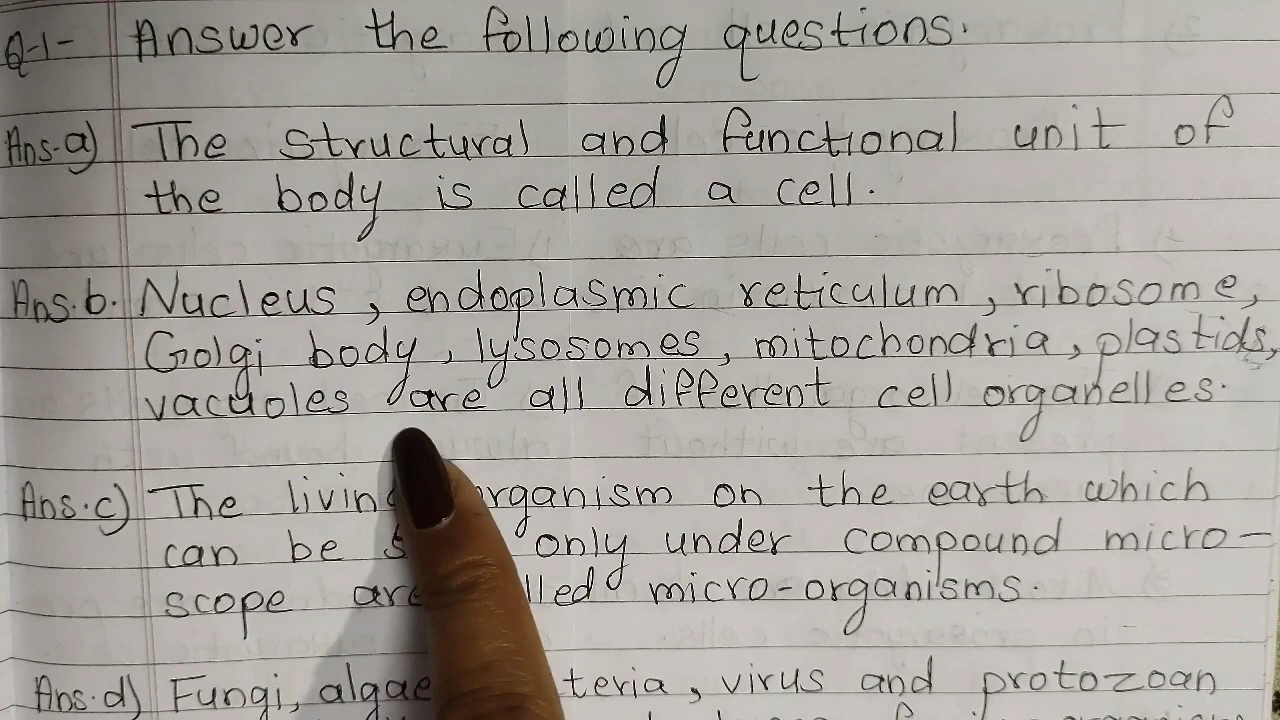 Q-1- Answer the following questions.
Ans.a) The structural and functional unit of
the body is called a cell.
Ans.b. Nucleus, endoplasmic reticulum, ribosome,
Golgi body, lysosomes, mitochondria, plastids,
vacuoles are all different cell organelles.
Ans.c) The living organism on the earth which
can be only under compound micro-
scope are micro-organisms.
Ans.d) Fungi, algae virus and protozoan